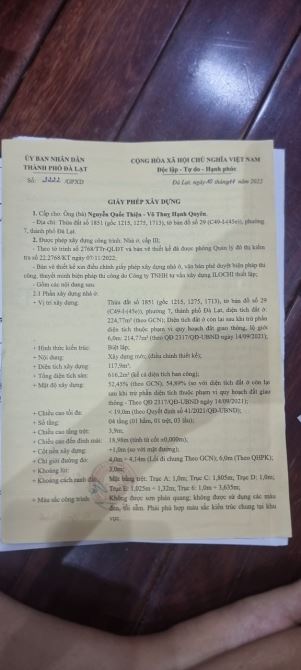 ỦY BAN NHÂN DÂN
THÀNH PHỐ ĐÀ LẠT
Số: /GPXD
CỘNG HÒA XÃ HỘI CHỦ NGHĨA VIỆT NAM
Độc lập - Tự do - Hạnh phúc
Đà Lạt, ngày tháng 11 năm 2022
GIẤY PHÉP XÂY DỰNG
1. Cấp cho: Ông (bà) Nguyễn Quốc Thiện - Võ Thuỵ Hạnh Quyên.
- Địa chỉ: Thửa đất số 1851 (gốc 1215, 1275, 1713), tờ bản đồ số 29 (C49-I-(45e)), phường
7, thành phố Đà Lạt.
2. Được phép xây dựng công trình: Nhà ở, cấp III;
- Theo tờ trình số 2768/TTr-QLĐT và bản vẽ thiết kế đã được phòng Quản lý đô thị kiểm
tra số 22.2768/KT ngày 07/11/2022;
- Bản vẽ thiết kế xin điều chỉnh giấy phép xây dựng nhà ở, văn bản phê duyệt biện pháp thi
công, thuyết minh biện pháp thi công do Công ty TNHH tư vấn xây dựng ILOCHI thiết lập;
- Gồm các nội dung sau
2.1 Phần xây dựng nhà ở:
+ Vị trí xây dựng: Thửa đất số 1851 (gốc 1215, 1275, 1713), tờ bản đồ số 29
(C49-I-45e), phường 7, thành phố Đà Lạt, diện tích đất ở
224,77m² (theo GCN); Diện tích đất ở còn lại sau khi trừ phần
diện tích thuộc phạm vi quy hoạch đất giao thông, lộ giới
6,0m: 214,77m² (theo QĐ 2317/QĐ-UBND ngày 14/09/2021);
+ Hình thức kiến trúc: Biệt lập;
+ Nội dung: Xây dựng mới; (điều chỉnh thiết kế);
+ Diện tích xây dựng: 117,9m²;
+ Tổng diện tích sàn: 616,2m² (kể cả diện tích ban công);
+ Mật độ xây dựng: 52,45% (theo GCN), 54,89% (so với diện tích đất ở còn lại
sau khi trừ phần diện tích thuộc phạm vi quy hoạch đất giao
thông - Theo QĐ 2317/QĐ-UBND ngày 14/09/2021);
+ Chiều cao tối đa: < 19,0m (theo Quyết định số 41/2021/QĐ-UBND);
+ Số tầng: 04 tầng (01 hầm, 01 trệt, 03 lầu);
+ Chiều cao tầng trệt: 3,9m;
+ Chiều cao đến đỉnh mái: 18,98m (tính từ cốt ±0,000m);
+ Cốt nền xây dựng: +1,0m (so với mặt đường);
+ Chỉ giới đường đỏ: 4,0m + 4,14m (Lối đi chung Theo GCN); 6,0m (Theo QHPK);
+ Khoảng lùi: 3,0m;
+ Khoảng cách ranh đất: Mặt bằng trệt: Trục A: 1,0m; Trục C: 1,805m; Trục D: 1,0m;
Trục E: 1,025m + 1,32m; Trục 6: 1,0m + 3,635m;
+ Màu sắc công trình: Không được sơn phản quang; không được sử dụng các màu
đen, tối sẫm. Phải phù hợp màu sắc kiến trúc chung tại khu
vực.